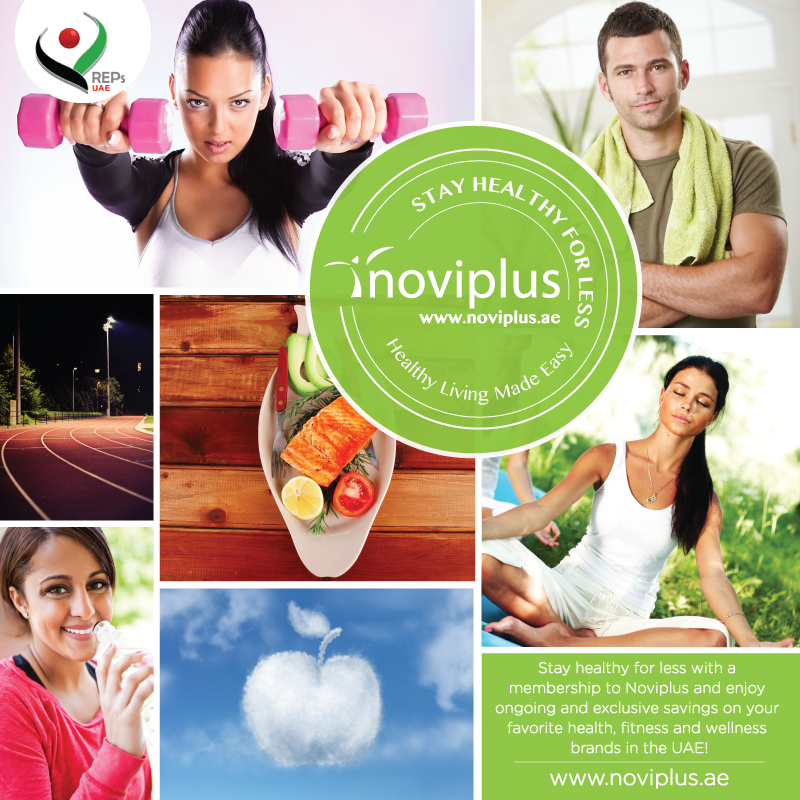 REPs
UAE
STAY HEALTHY FOR LESS
noviplus
www.noviplus.ae
Healthy Living Made Easy
Stay healthy for less with a
membership to Noviplus and enjoy
ongoing and exclusive savings on your
favorite health, fitness and wellness
brands in the UAE!
www.noviplus.ae